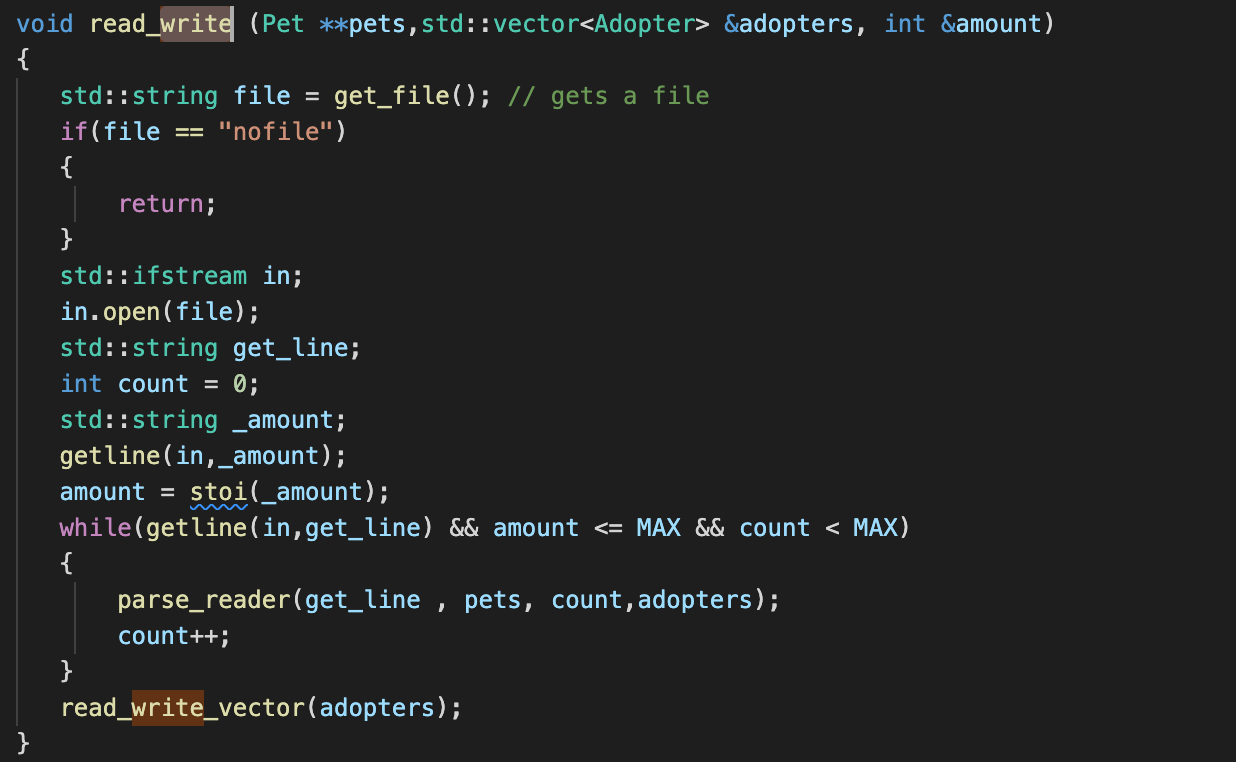 void read_write (Pet **pets,std::vector<Adopter> &adopters, int &amount)
{
   std::string file = get_file(); // gets a file
   if(file == "nofile")
   {
       return;
   }
   std::ifstream in;
   in.open(file);
   std::string get_line;
   int count = 0;
   std::string _amount;
   getline(in,_amount);
   amount = stoi(_amount);
   while(getline(in,get_line) && amount <= MAX && count < MAX)
   {
       parse_reader(get_line , pets, count,adopters);
       count++;
   }
   read_write_vector(adopters);
}